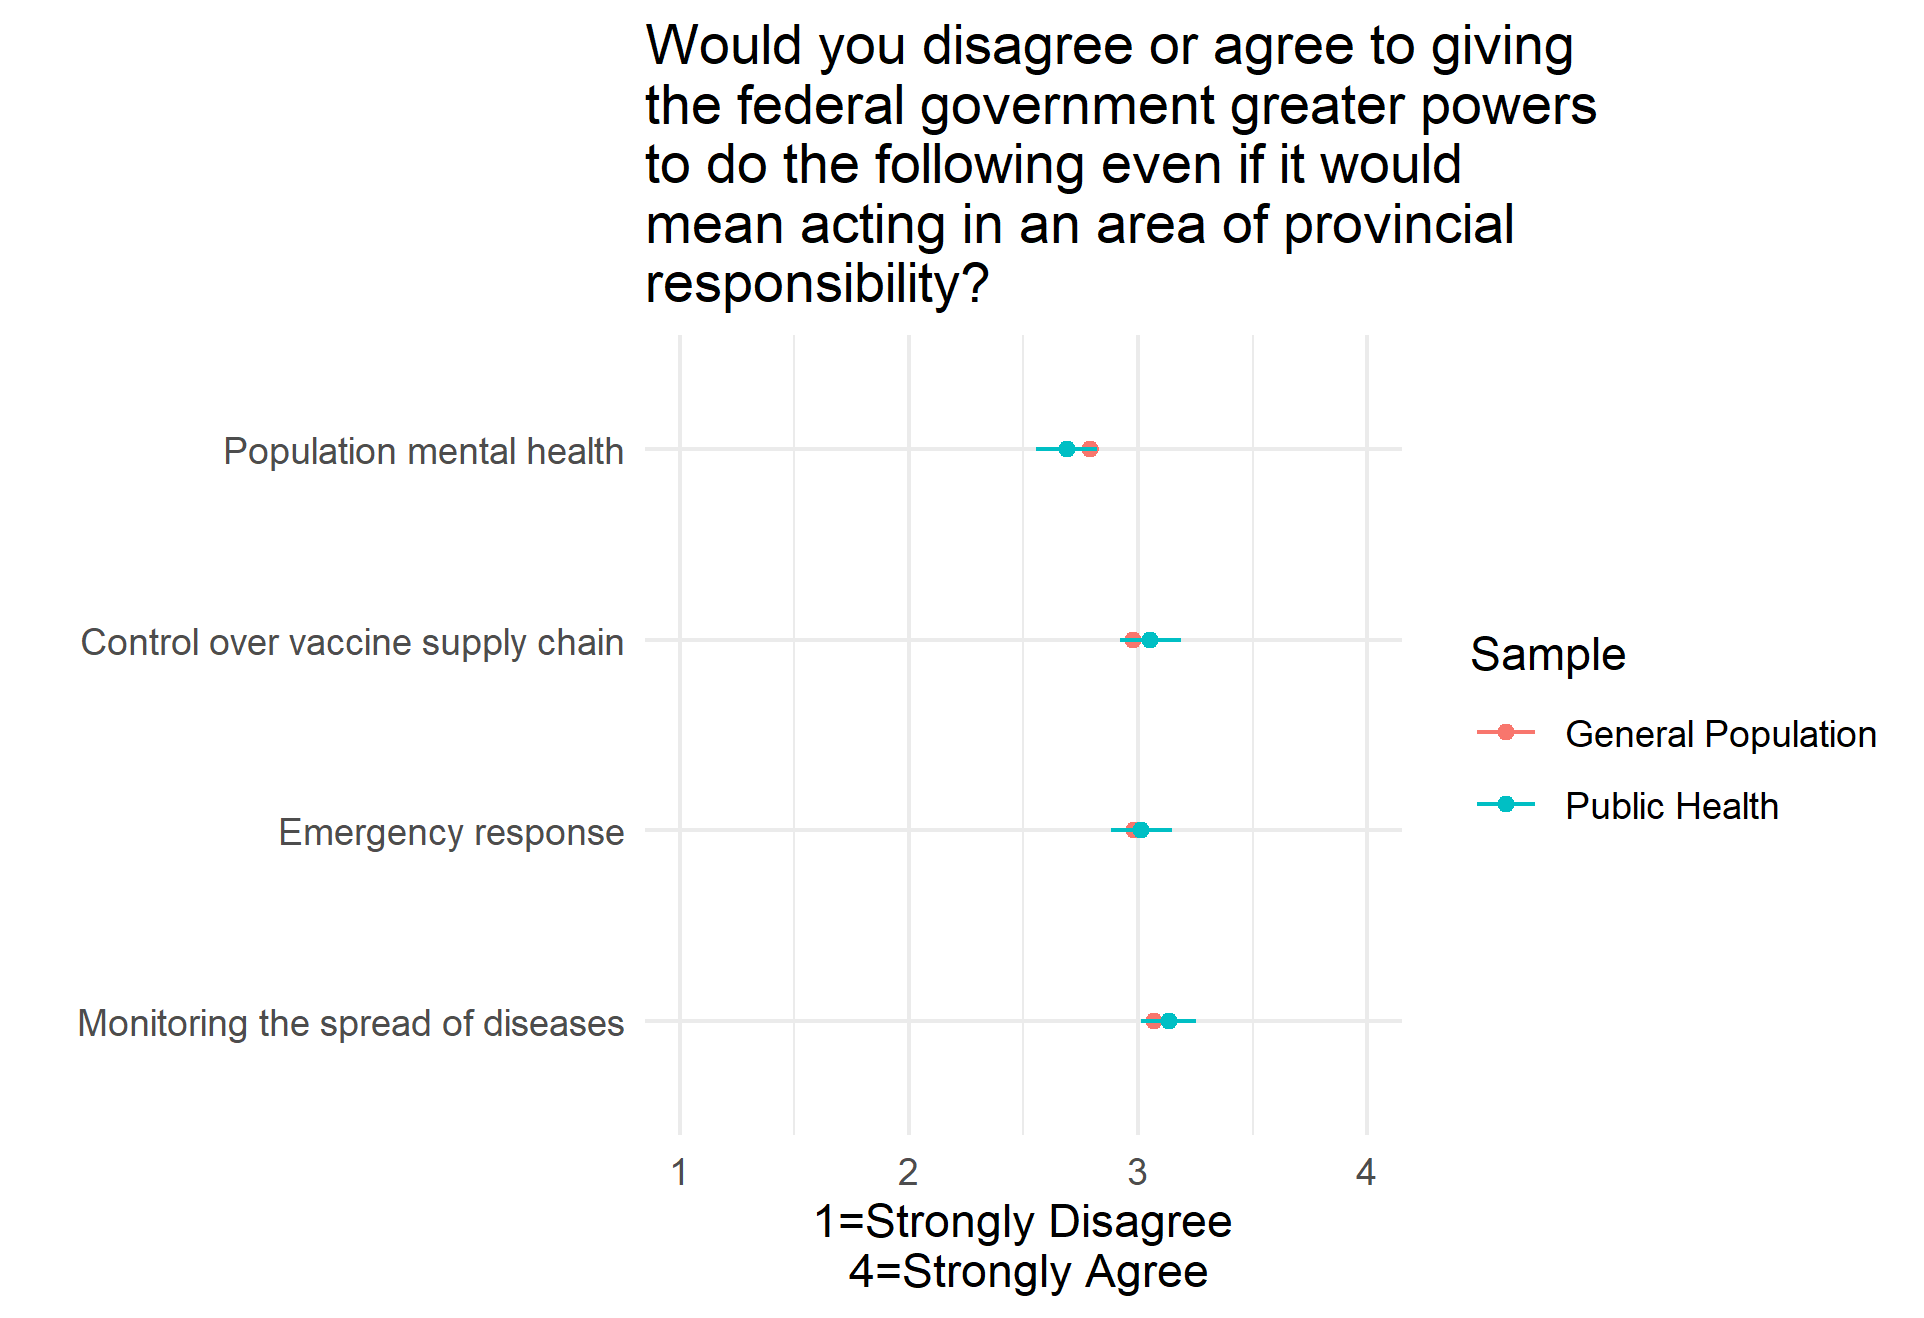 Would you disagree or agree to giving
the federal government greater powers
to do the following even if it would
mean acting in an area of provincial
responsibility?
Population mental health
Control over vaccine supply chain
Emergency response
Monitoring the spread of diseases
1 2 3 4
1=Strongly Disagree
4=Strongly Agree
Sample
General Population
Public Health